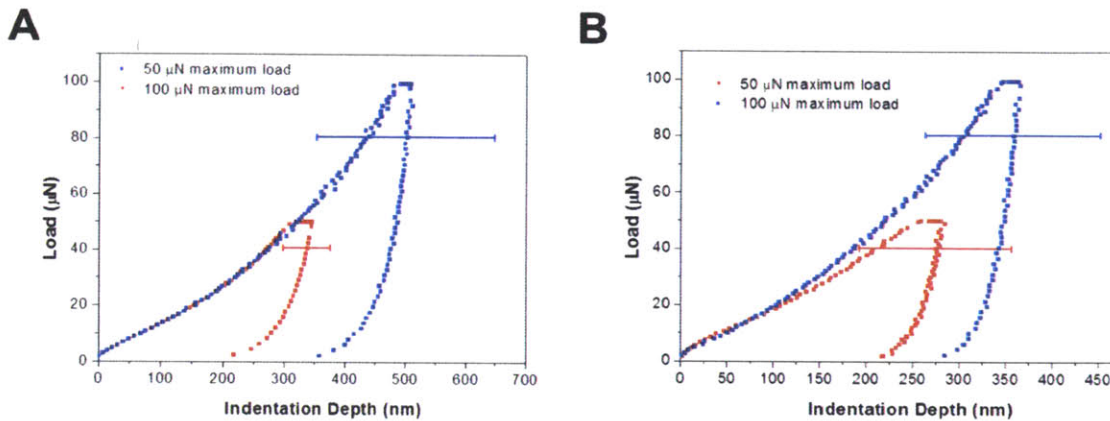 A
B
50 μN maximum load
100 μN maximum load
50 μN maximum load
100 μN maximum load
100
80
60
40
20
0
Load (μN)
0 100 200 300 400 500 600 700
Indentation Depth (nm)
100
80
60
40
20
0
Load (μN)
0 50 100 150 200 250 300 350 400 450
Indentation Depth (nm)